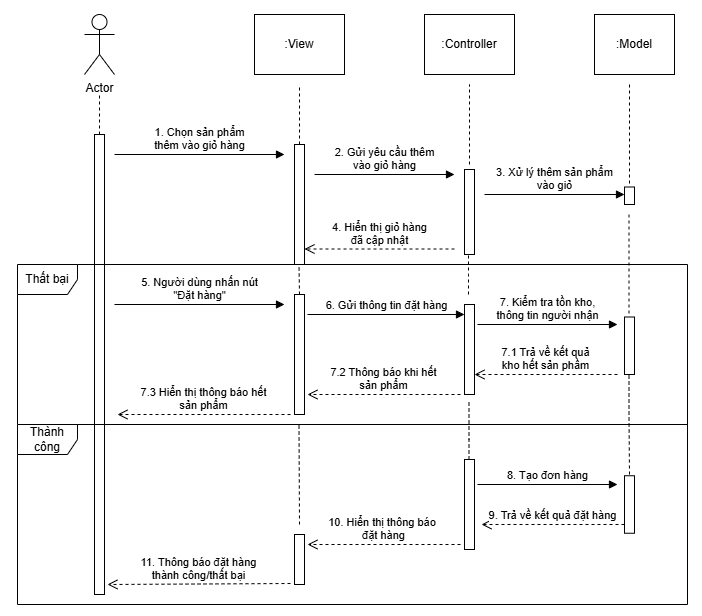 :View
:Controller
:Model
Actor
1. Chọn sản phẩm
thêm vào giỏ hàng
2. Gửi yêu cầu thêm
vào giỏ hàng
3. Xử lý thêm sản phẩm
vào giỏ
4. Hiển thị giỏ hàng
đã cập nhật
Thất bại
5. Người dùng nhấn nút
"Đặt hàng"
6. Gửi thông tin đặt hàng
7. Kiểm tra tồn kho,
thông tin người nhận
7.1 Trả về kết quả
kho hết sản phẩm
7.2 Thông báo khi hết
sản phẩm
7.3 Hiển thị thông báo hết
sản phẩm
Thành
công
8. Tạo đơn hàng
9. Trả về kết quả đặt hàng
10. Hiển thị thông báo
đặt hàng
11. Thông báo đặt hàng
thành công/thất bại